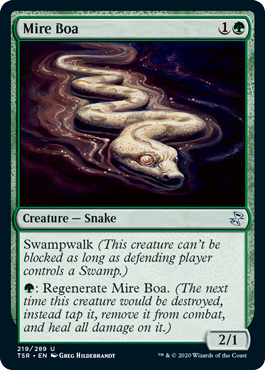 Mire Boa 1
Creature — Snake
Swampwalk (This creature can't be
blocked as long as defending player
controls a Swamp.)
: Regenerate Mire Boa. (The next
time this creature would be destroyed,
instead tap it, remove it from combat,
and heal all damage on it.)
2/1
219/289 U
TSR • EN GREG HILDEBRANDT
™ & © 2020 Wizards of the Coast